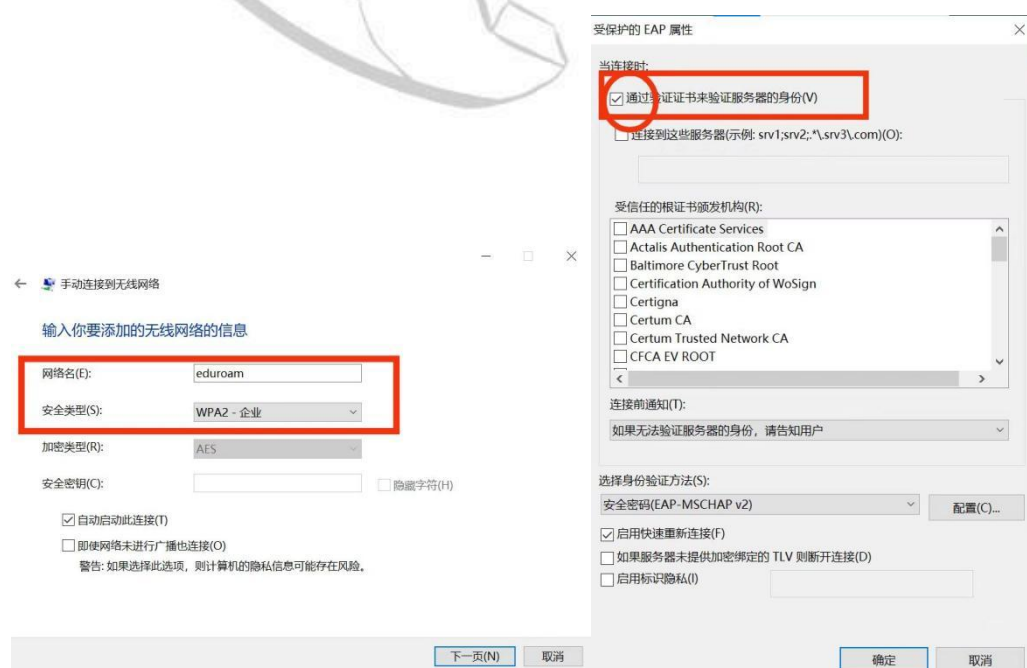 手动连接到无线网络
输入你要添加的无线网络的信息
网络名(E): eduroam
安全类型(S): WPA2 - 企业
加密类型(R): AES
安全密钥(C): 隐藏字符(H)
自动启动此连接(T)
即使网络未进行广播也连接(O)
警告: 如果选择此选项，则计算机的隐私信息可能存在风险。
下一页(N) 取消
受保护的 EAP 属性
当连接时:
通过验证证书来验证服务器的身份(V)
连接到这些服务器(示例: srv1;srv2;.*\.srv3\.com)(O):
受信任的根证书颁发机构(R):
AAA Certificate Services
Actalis Authentication Root CA
Baltimore CyberTrust Root
Certification Authority of WoSign
Certigna
Certum CA
Certum Trusted Network CA
CFCA EV ROOT
连接前通知(T):
如果无法验证服务器的身份，请告知用户
选择身份验证方法(S):
安全密码(EAP-MSCHAP v2) 配置(C)...
启用快速重新连接(F)
如果服务器未提供加密绑定的 TLV 则断开连接(D)
启用标识隐私(I)
确定 取消